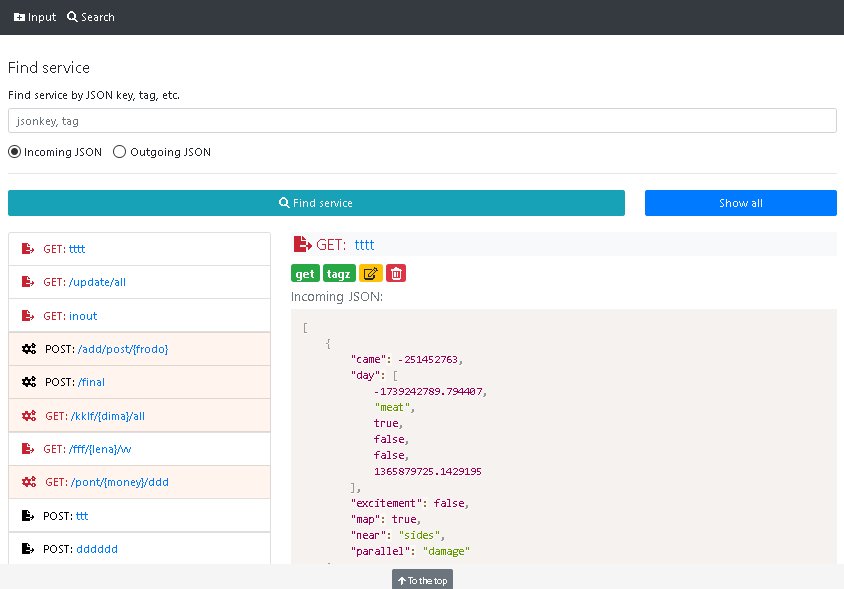 Input Search
Find service
Find service by JSON key, tag, etc.
jsonkey, tag
Incoming JSON Outgoing JSON
Find service
Show all
GET: tttt
GET: /update/all
GET: inout
POST: /add/post/{frodo}
POST: /final
GET: /kklf/{dima}/all
GET: /fff/{lena}/vv
GET: /pont/{money}/ddd
POST: ttt
POST: dddddd
GET: tttt
get tagz
Incoming JSON:
[
{
"came": -251452763,
"day": [
-1739242789.794407,
"meat",
true,
false,
false,
1365879725.1429195
],
"excitement": false,
"map": true,
"near": "sides",
"parallel": "damage"
To the top